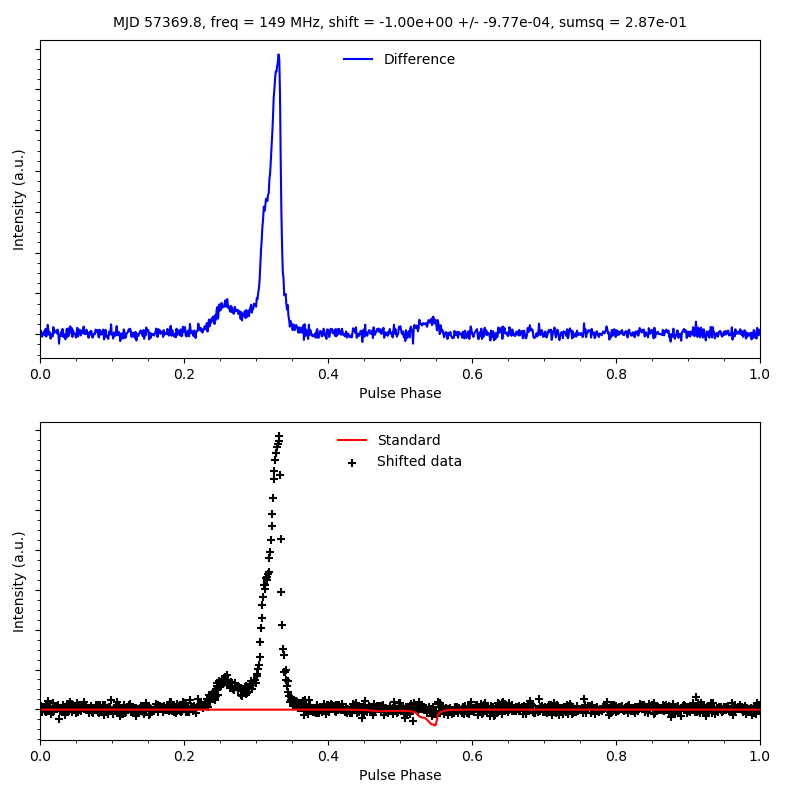 MJD 57369.8, freq = 149 MHz, shift = -1.00e+00 +/- -9.77e-04, sumsq = 2.87e-01
Difference
Intensity (a.u.)
0.0 0.2 0.4 0.6 0.8 1.0
Pulse Phase
Standard
Shifted data
Intensity (a.u.)
0.0 0.2 0.4 0.6 0.8 1.0
Pulse Phase